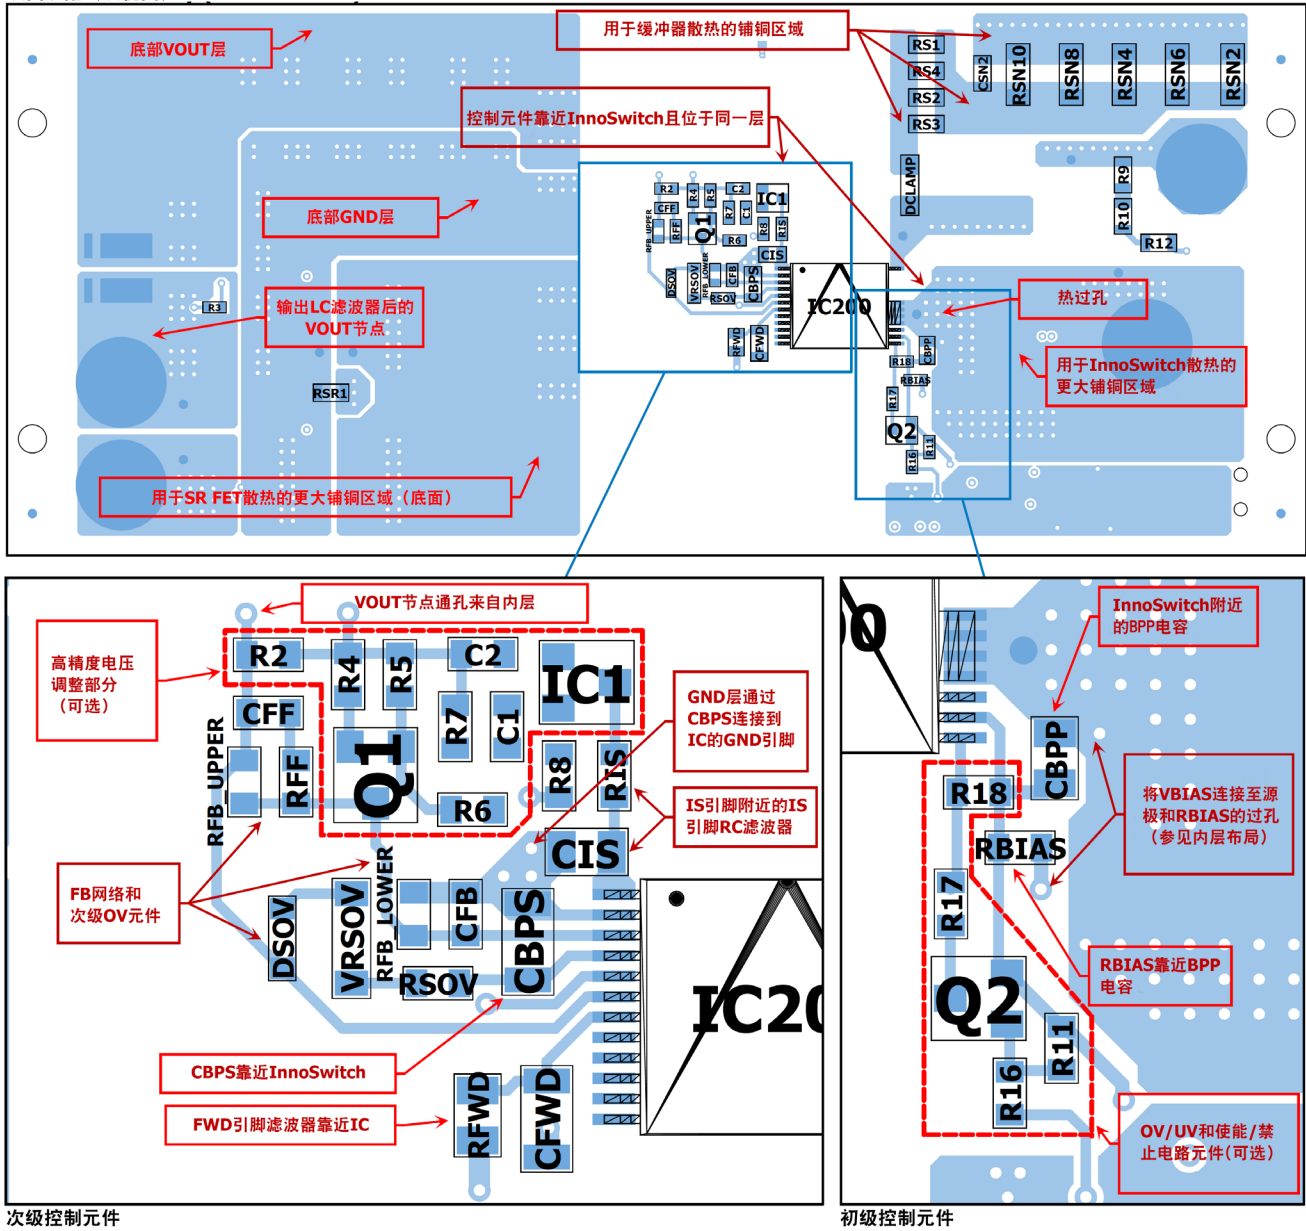 底部VOUT层
用于缓冲器散热的铺铜区域
RS1
RS4
RS2
RS3
CSN2
RSN10
RSN8
RSN4
RSN6
RSN2
控制元件靠近InnoSwitch且位于同一层
DCLAMP
R9
R10
R12
底部GND层
R2
R4
R5
C2
IC1
CFF
R7
C1
RFB_UPPER
RFF
Q1
R6
R8
RIS
CIS
DSOV
VRSOV
RFB_LOWER
CFB
CBPS
RSOV
RFWD
CFWD
IC200
R3
输出LC滤波器后的
VOUT节点
热过孔
用于InnoSwitch散热的
更大铺铜区域
RSR1
R18
CBPP
RBIAS
R17
Q2
R11
R16
用于SR FET散热的更大铺铜区域（底面）
VOUT节点通孔来自内层
高精度电压
调整部分
（可选）
R2
R4
R5
C2
IC1
CFF
R7
C1
RFB_UPPER
RFF
Q1
R6
R8
RIS
CIS
GND层通过
CBPS连接到
IC的GND引脚
IS引脚附近的IS
引脚RC滤波器
FB网络和
次级OV元件
DSOV
VRSOV
RFB_LOWER
CFB
CBPS
RSOV
IC20
CBPS靠近InnoSwitch
FWD引脚滤波器靠近IC
RFWD
CFWD
次级控制元件
00
InnoSwitch附近
的BPP电容
CBPP
R18
将VBIAS连接至源
极和RBIAS的过孔
（参见内层布局）
RBIAS
R17
RBIAS靠近BPP
电容
Q2
R11
R16
OV/UV和使能/禁
止电路元件（可选）
初级控制元件